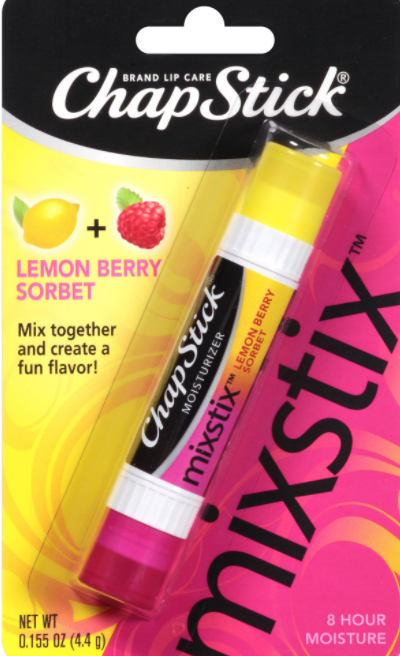 BRAND LIP CARE
ChapStick®
LEMON BERRY
SORBET
Mix together
and create a
fun flavor!
ChapStick
MOISTURIZER
mixstix™
LEMON BERRY
SORBET
mixstix™
NET WT
0.155 OZ (4.4 g)
8 HOUR
MOISTURE